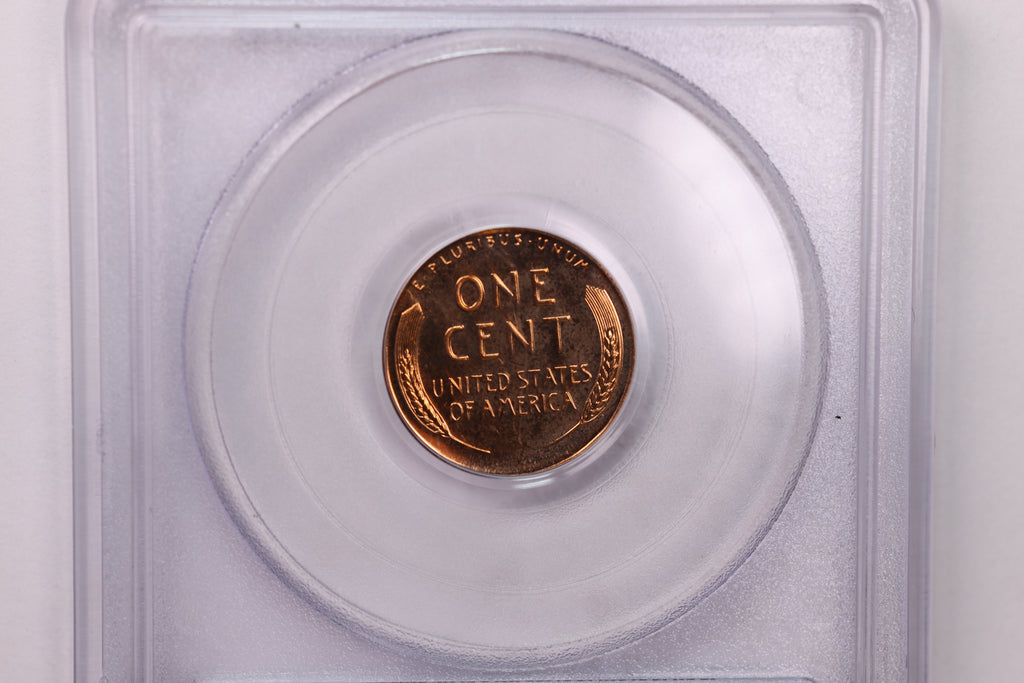 E·PLURIBUS·UNUM
ONE
CENT
UNITED STATES
OF AMERICA